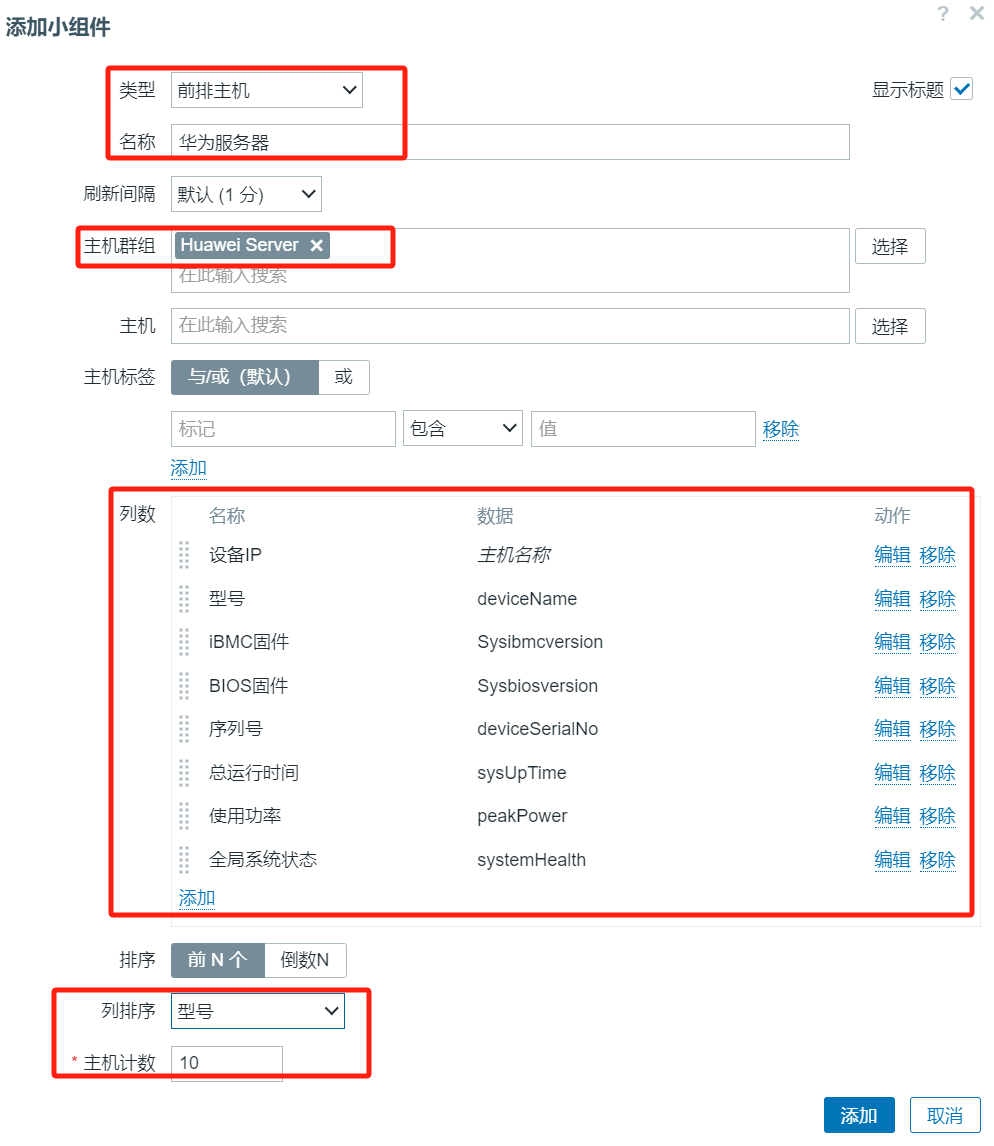 添加小组件
?
类型 前排主机 显示标题
名称 华为服务器
刷新间隔 默认 (1 分)
主机群组 Huawei Server 选择
在此输入搜索
主机 在此输入搜索 选择
主机标签 与/或（默认） 或
标记 包含 值 移除
添加
列数 名称 数据 动作
设备IP 主机名称 编辑 移除
型号 deviceName 编辑 移除
iBMC固件 Sysibmcversion 编辑 移除
BIOS固件 Sysbiosversion 编辑 移除
序列号 deviceSerialNo 编辑 移除
总运行时间 sysUpTime 编辑 移除
使用功率 peakPower 编辑 移除
全局系统状态 systemHealth 编辑 移除
添加
排序 前 N 个 倒数N
列排序 型号
* 主机计数 10
添加 取消